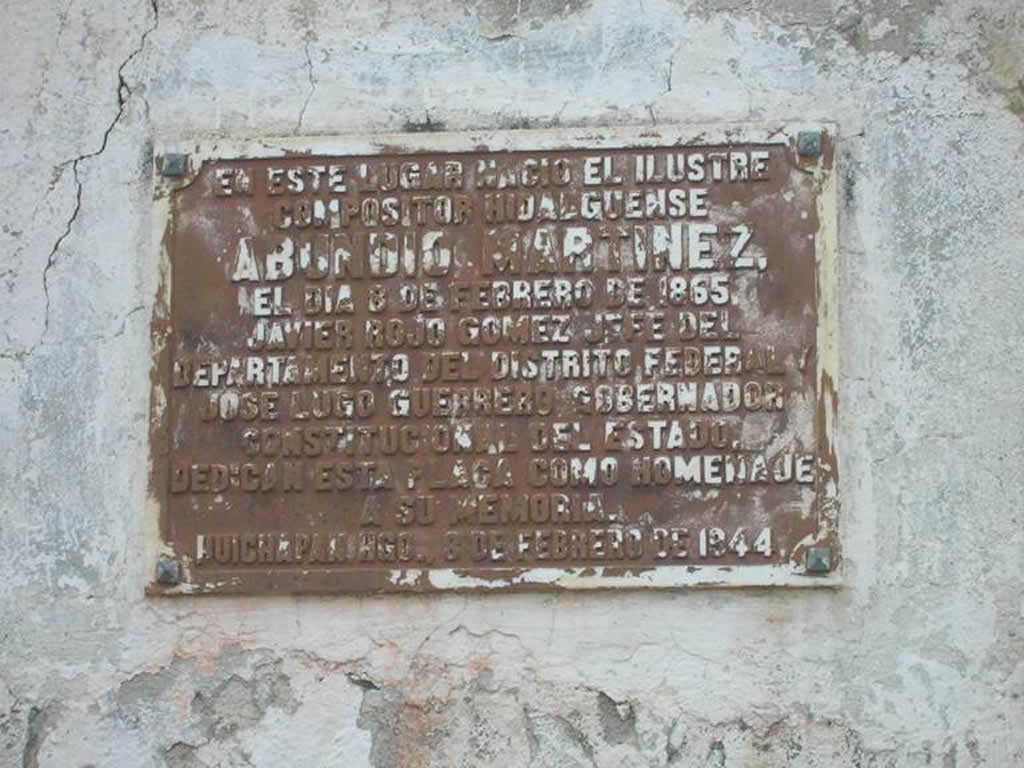 EN ESTE LUGAR NACIO EL ILUSTRE
COMPOSITOR HIDALGUENSE
ABUNDIO MARTINEZ.
EL DIA 8 DE FEBRERO DE 1865.
JAVIER ROJO GOMEZ JEFE DEL
DEPARTAMENTO DEL DISTRITO FEDERAL Y
JOSE LUGO GUERRERO GOBERNADOR
CONSTITUCIONAL DEL ESTADO.
DEDICAN ESTA PLACA COMO HOMENAJE
A SU MEMORIA.
HUICHAPAN HGO., 8 DE FEBRERO DE 1944.